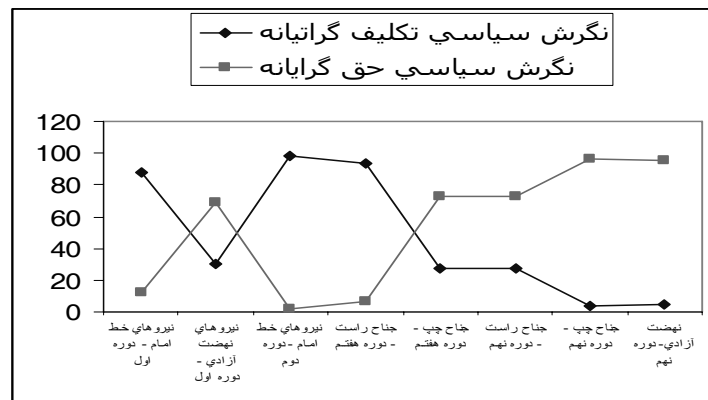 نگرش سياسي تكليف گراتيانه
نگرش سياسي حق گرايانه
120
100
80
60
40
20
0
نيروهاي خط
امام - دوره
اول
نيروهاي
نهضت
آزادي -
دوره اول
نيروهاي خط
امام - دوره
دوم
جناح راست
- دوره هفتم
جناح چپ -
دوره هفتم
جناح راست
- دوره نهم
جناح چپ -
دوره نهم
نهضت
آزادي-دوره
نهم